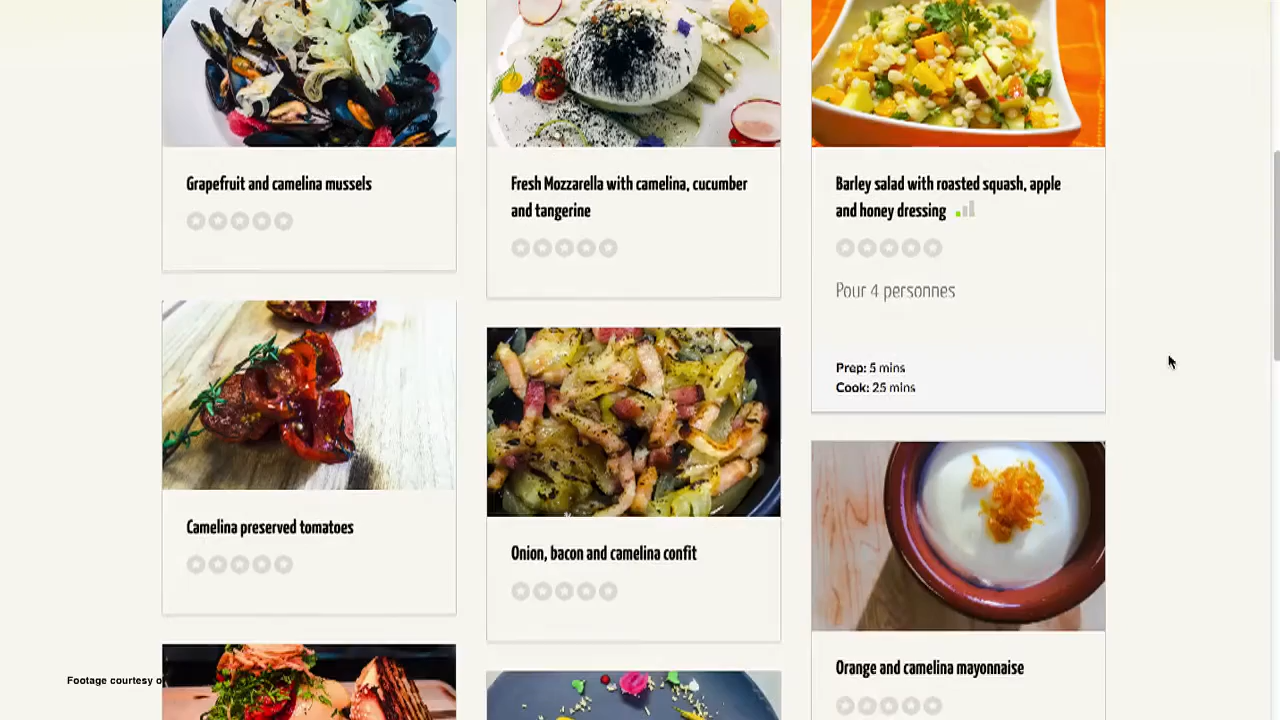 Grapefruit and camelina mussels
Fresh Mozzarella with camelina, cucumber
and tangerine
Barley salad with roasted squash, apple
and honey dressing
Pour 4 personnes
Prep: 5 mins
Cook: 25 mins
Camelina preserved tomatoes
Onion, bacon and camelina confit
Orange and camelina mayonnaise
Footage courtesy of